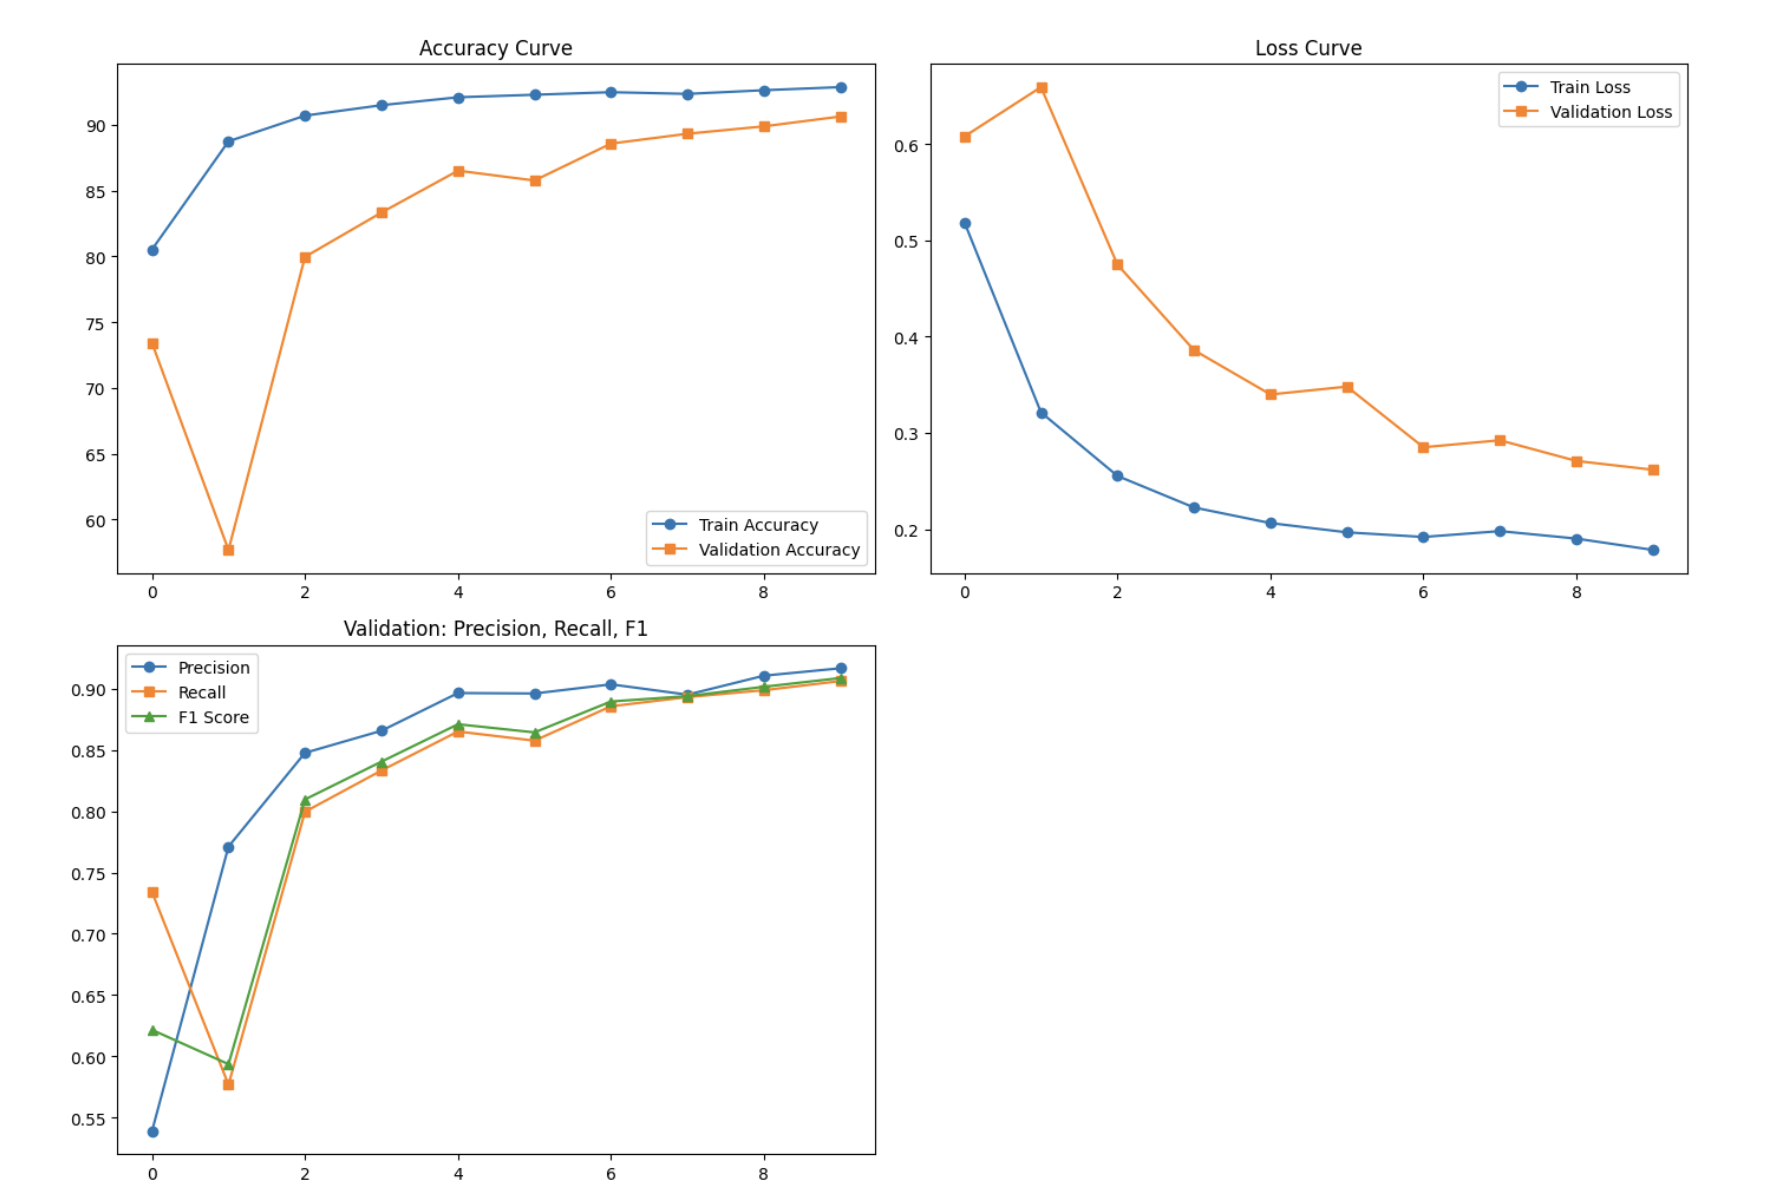 Accuracy Curve
90
85
80
75
70
65
60
Train Accuracy
Validation Accuracy
0 2 4 6 8
Loss Curve
Train Loss
Validation Loss
0.6
0.5
0.4
0.3
0.2
0 2 4 6 8
Validation: Precision, Recall, F1
Precision
Recall
F1 Score
0.90
0.85
0.80
0.75
0.70
0.65
0.60
0.55
0 2 4 6 8